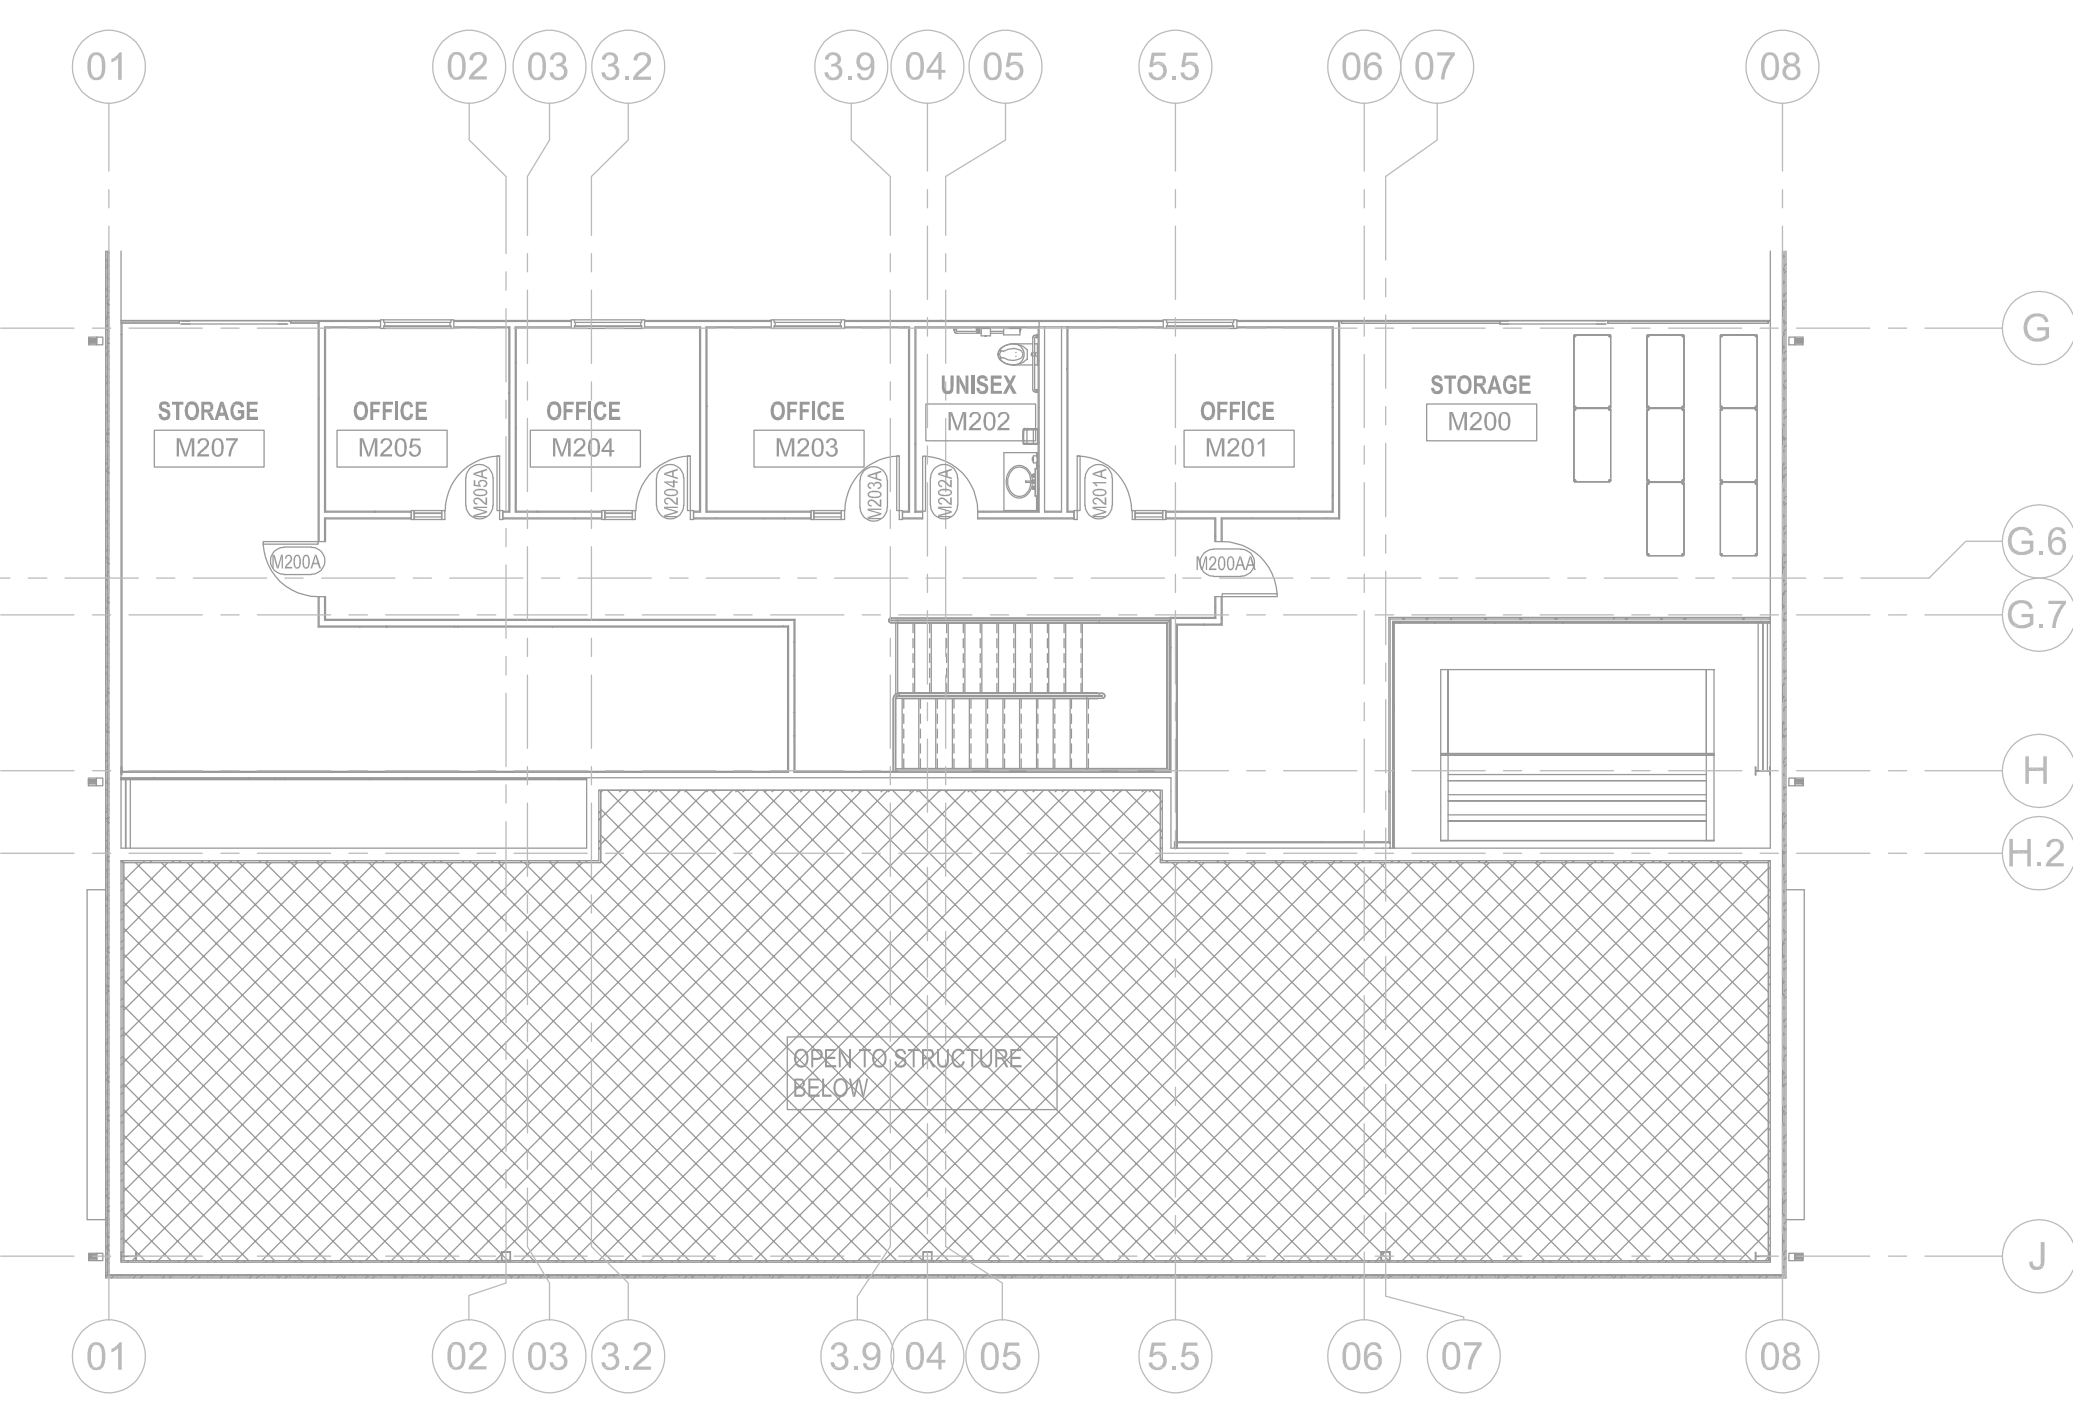 01 02 03 3.2 3.9 04 05 5.5 06 07 08
G
UNISEX
M202
STORAGE
M200
STORAGE
M207
OFFICE
M205
OFFICE
M204
OFFICE
M203
OFFICE
M201
M205A
M204A
M203A
M202A
M201A
G.6
M200A
M200AA
G.7
H
H.2
OPEN TO STRUCTURE
BELOW
J
01 02 03 3.2 3.9 04 05 5.5 06 07 08